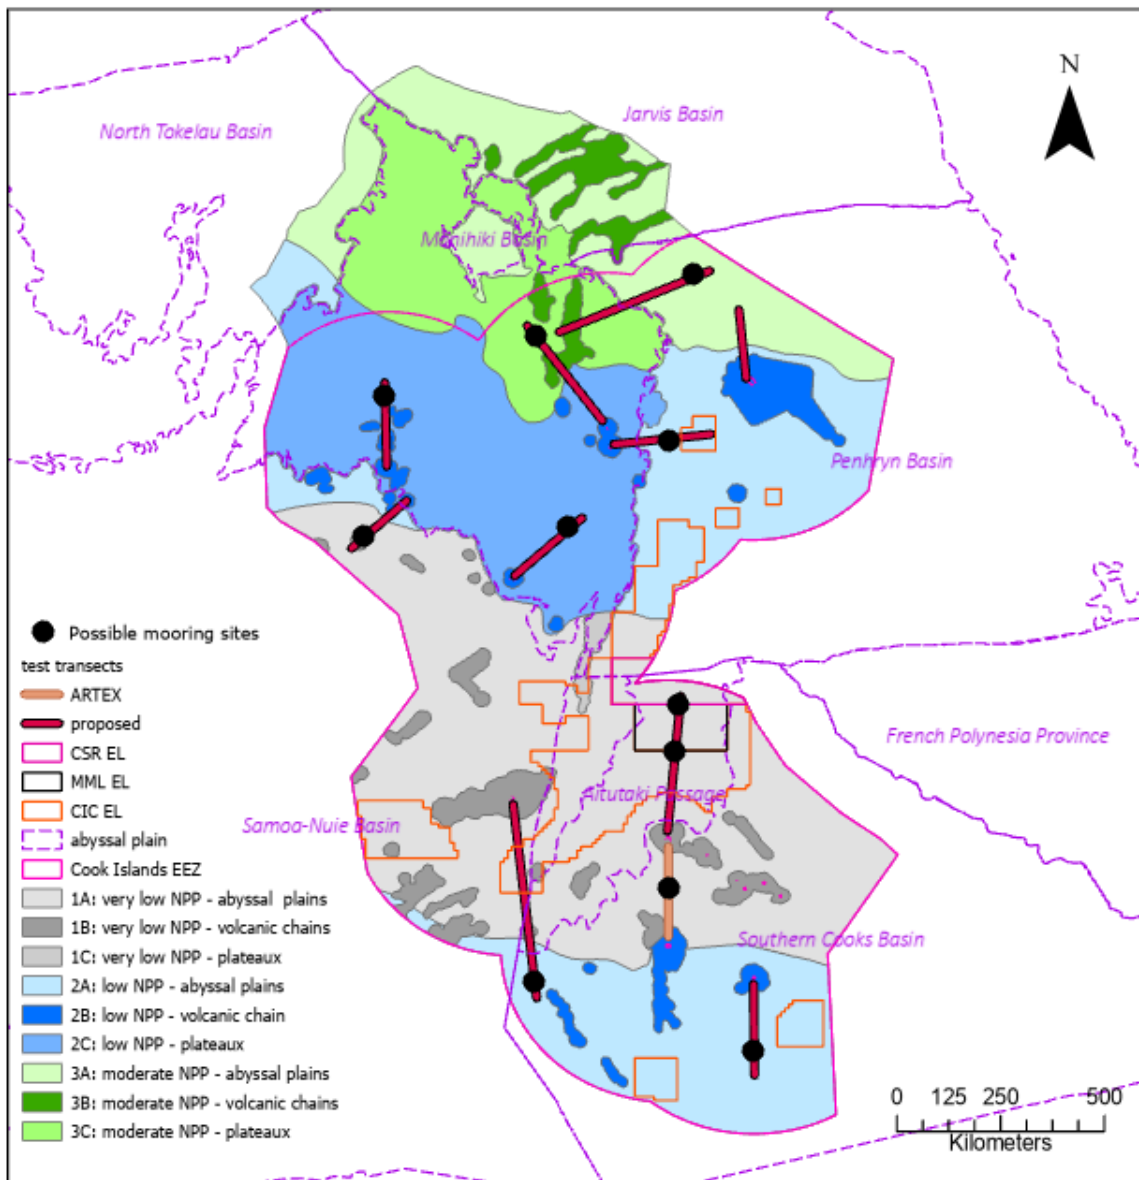 N
Jarvis Basin
North Tokelau Basin
Manihiki Basin
Penhryn Basin
French Polynesia Province
Aitutaki Passage
Samoa-Nuie Basin
Southern Cooks Basin
Possible mooring sites
test transects
ARTEX
proposed
CSR EL
MML EL
CIC EL
abyssal plain
Cook Islands EEZ
1A: very low NPP - abyssal plains
1B: very low NPP - volcanic chains
1C: very low NPP - plateaux
2A: low NPP - abyssal plains
2B: low NPP - volcanic chain
2C: low NPP - plateaux
3A: moderate NPP - abyssal plains
3B: moderate NPP - volcanic chains
3C: moderate NPP - plateaux
0 125 250 500
Kilometers